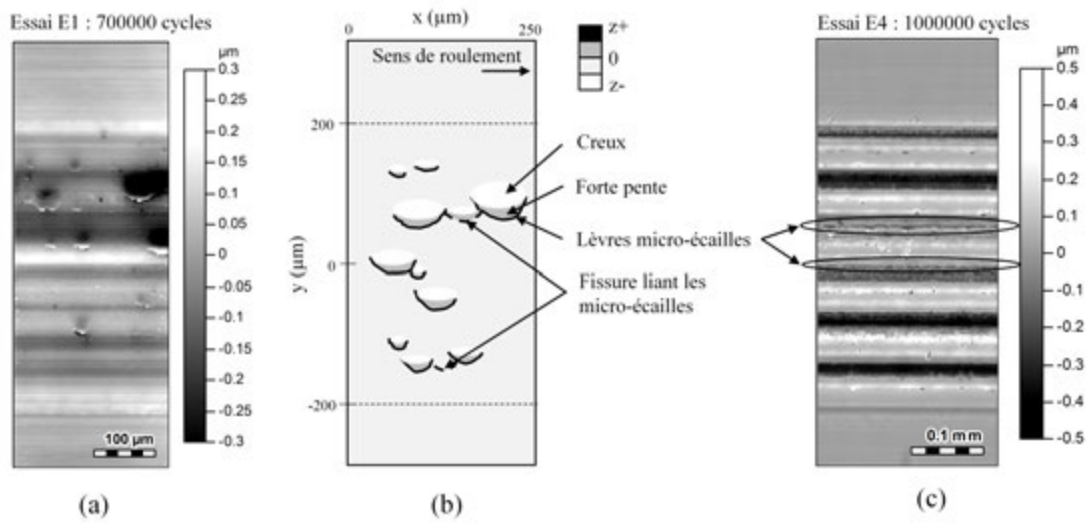 Essai E1 : 700000 cycles
µm
0.3
0.25
0.2
0.15
0.1
0.05
0
-0.05
-0.1
-0.15
-0.2
-0.25
-0.3
100 µm
(a)
x (µm)
0
250
Sens de roulement
z+
0
z-
y (µm)
200
0
-200
Creux
Forte pente
Lèvres micro-écailles
Fissure liant les
micro-écailles
(b)
Essai E4 : 1000000 cycles
µm
0.5
0.4
0.3
0.2
0.1
0
-0.1
-0.2
-0.3
-0.4
-0.5
0.1 mm
(c)